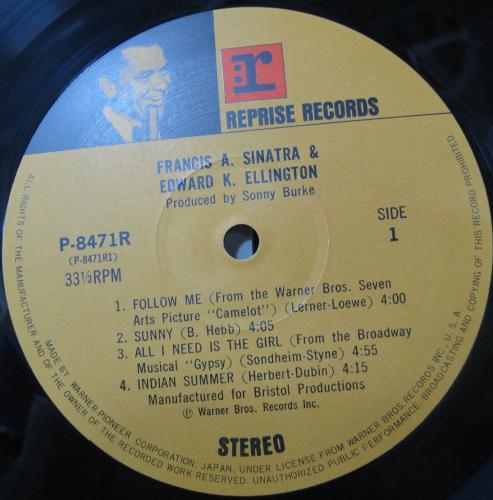 r
REPRISE RECORDS
FRANCIS A. SINATRA &
EDWARD K. ELLINGTON
Produced by Sonny Burke
P-8471R
(P-8471R1)
33⅓RPM
SIDE
1
1. FOLLOW ME (From the Warner Bros. Seven
Arts Picture "Camelot") (Lerner-Loewe) 4:00
2. SUNNY (B. Hebb) 4:05
3. ALL I NEED IS THE GIRL (From the Broadway
Musical "Gypsy) (Sondheim-Styne) 4:55
4. INDIAN SUMMER (Herbert-Dubin) 4:15
Manufactured for Bristol Productions
℗ Warner Bros. Records Inc.
STEREO
MADE BY WARNER-PIONEER CORPORATION, JAPAN, UNDER LICENSE FROM WARNER BROS. RECORDS INC., U. S. A.
ALL RIGHTS OF THE MANUFACTURER AND OF THE OWNER OF THE RECORDED WORK RESERVED. UNAUTHORIZED PUBLIC PERFORMANCE, BROADCASTING AND COPYING OF THIS RECORD PROHIBITED.